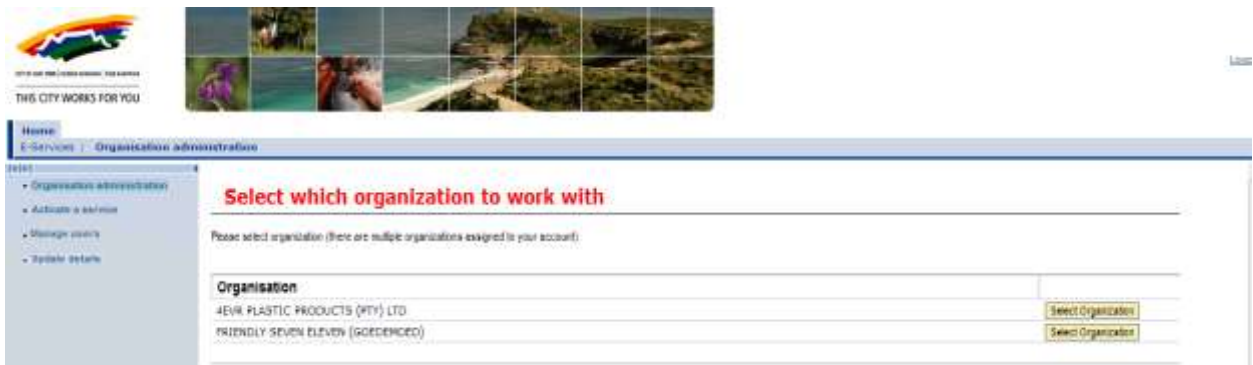 THIS CITY WORKS FOR YOU
Home
E-Services | Organisation administration
Organisation administration
Activate a service
Manage users
Update details
Select which organization to work with
Please select organization (there are multiple organizations assigned to your account)
Organisation
4EVR PLASTIC PRODUCTS (PTY) LTD Select Organization
FRIENDLY SEVEN ELEVEN (GOEDEMOED) Select Organization